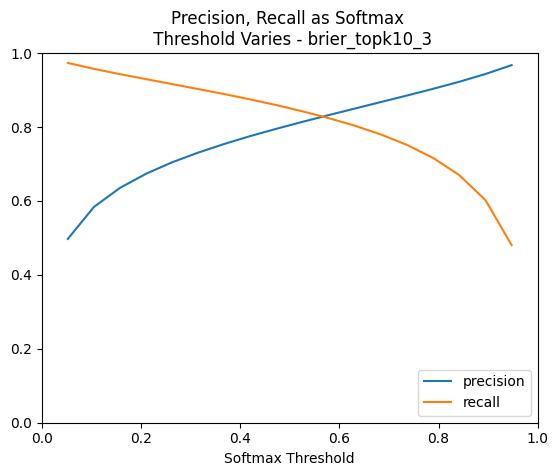 Precision, Recall as Softmax
Threshold Varies - brier_topk10_3
1.0
0.8
0.6
0.4
0.2
0.0
0.0 0.2 0.4 0.6 0.8 1.0
Softmax Threshold
precision
recall